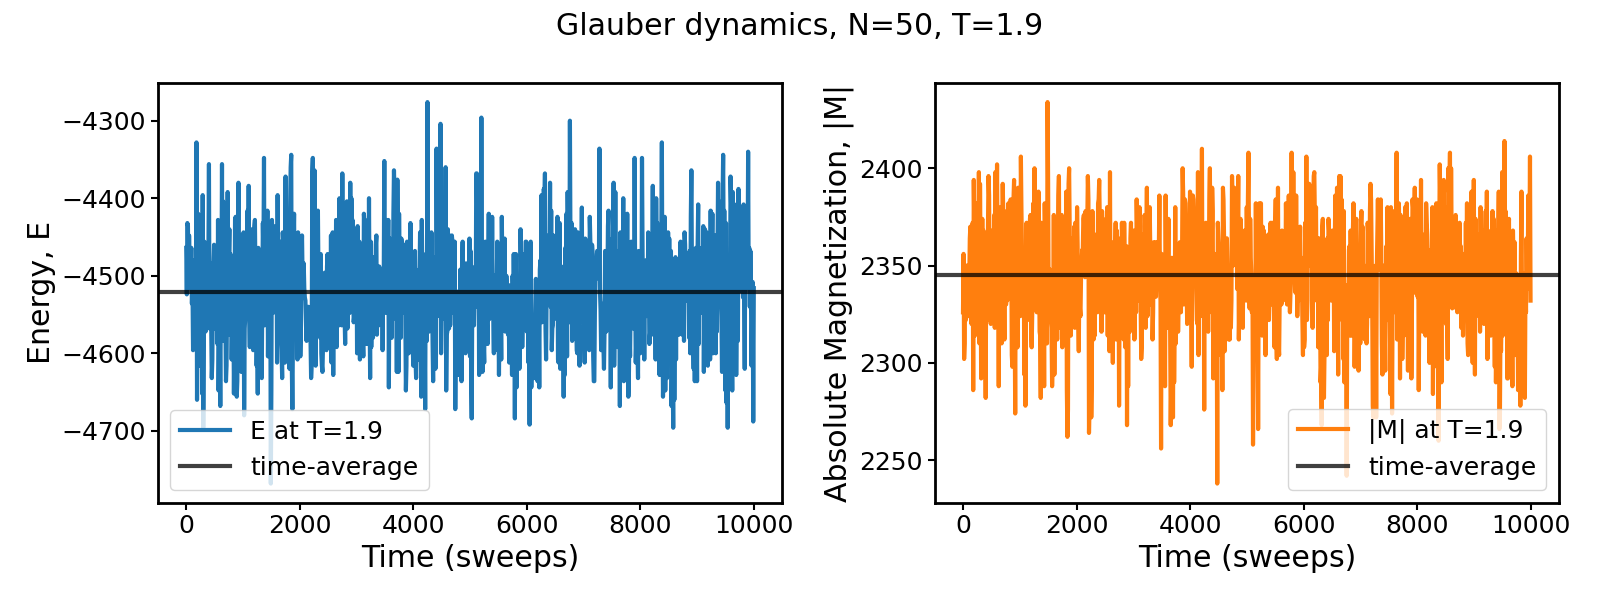 Glauber dynamics, N=50, T=1.9
Energy, E
−4300
−4400
−4500
−4600
−4700
E at T=1.9
time-average
0 2000 4000 6000 8000 10000
Time (sweeps)
Absolute Magnetization, |M|
2400
2350
2300
2250
|M| at T=1.9
time-average
0 2000 4000 6000 8000 10000
Time (sweeps)